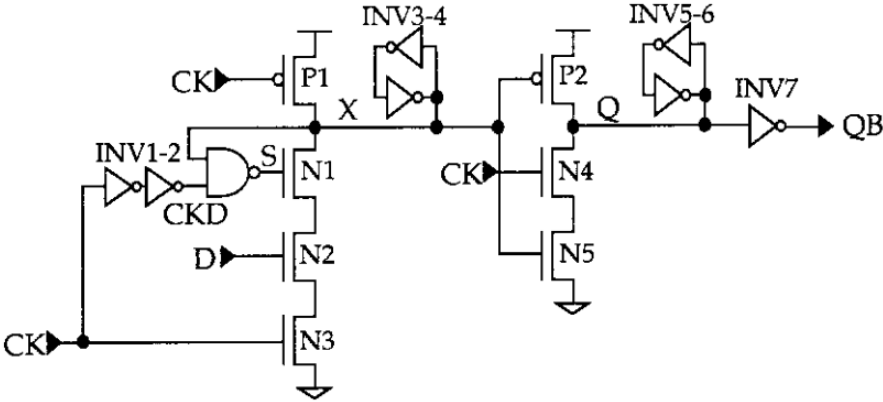 INV3-4
INV5-6
CK
P1
P2
INV7
X
Q
QB
INV1-2
S
N1
CK
N4
CKD
D
N2
N5
CK
N3